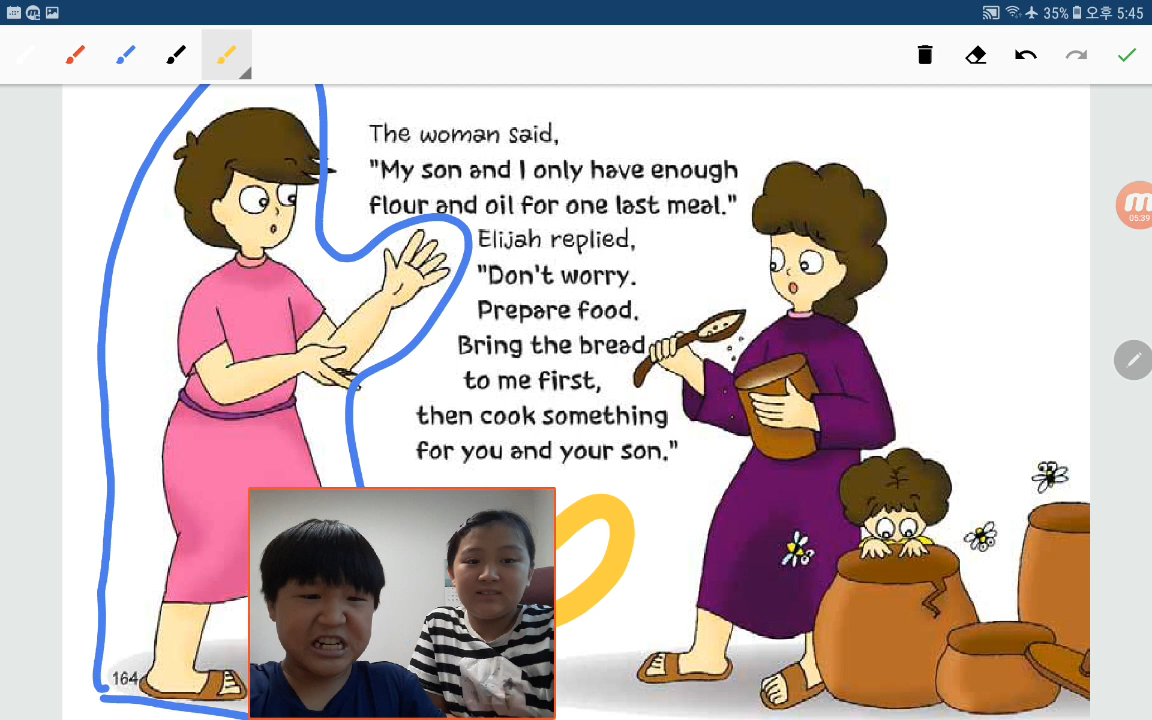 35% 오후 5:45
The woman said,
"My son and I only have enough
flour and oil for one last meal."
Elijah replied,
"Don't worry.
Prepare food.
Bring the bread
to me first,
then cook something
for you and your son."
05:39
164